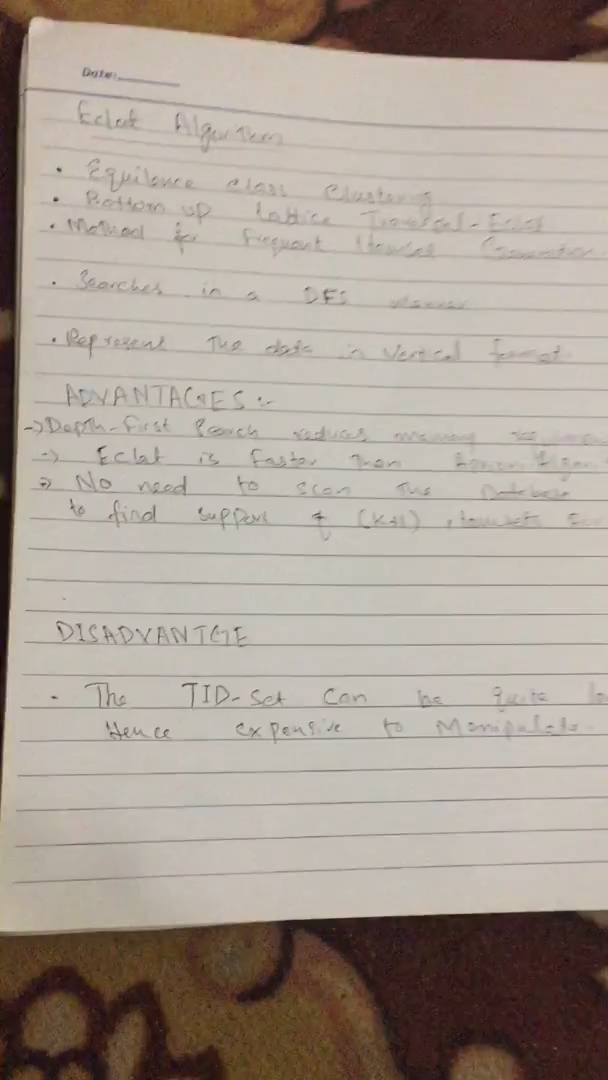 Date:
Eclat Algorithm
• Equilance class Clustering
• Bottom up Lattice Traversal - Eclat
• Method for frequent Itemset Generation.
• Searches in a DFS manner
• Represent The data in Vertical format
ADVANTAGES :-
-> Depth-first Search reduces memory
-> Eclat is faster Than
-> No need to scan The Database
to find support of (K+1) itemsets
DISADVANTGE
• The TID-Set can be quite
Hence expensive to Manipulate.